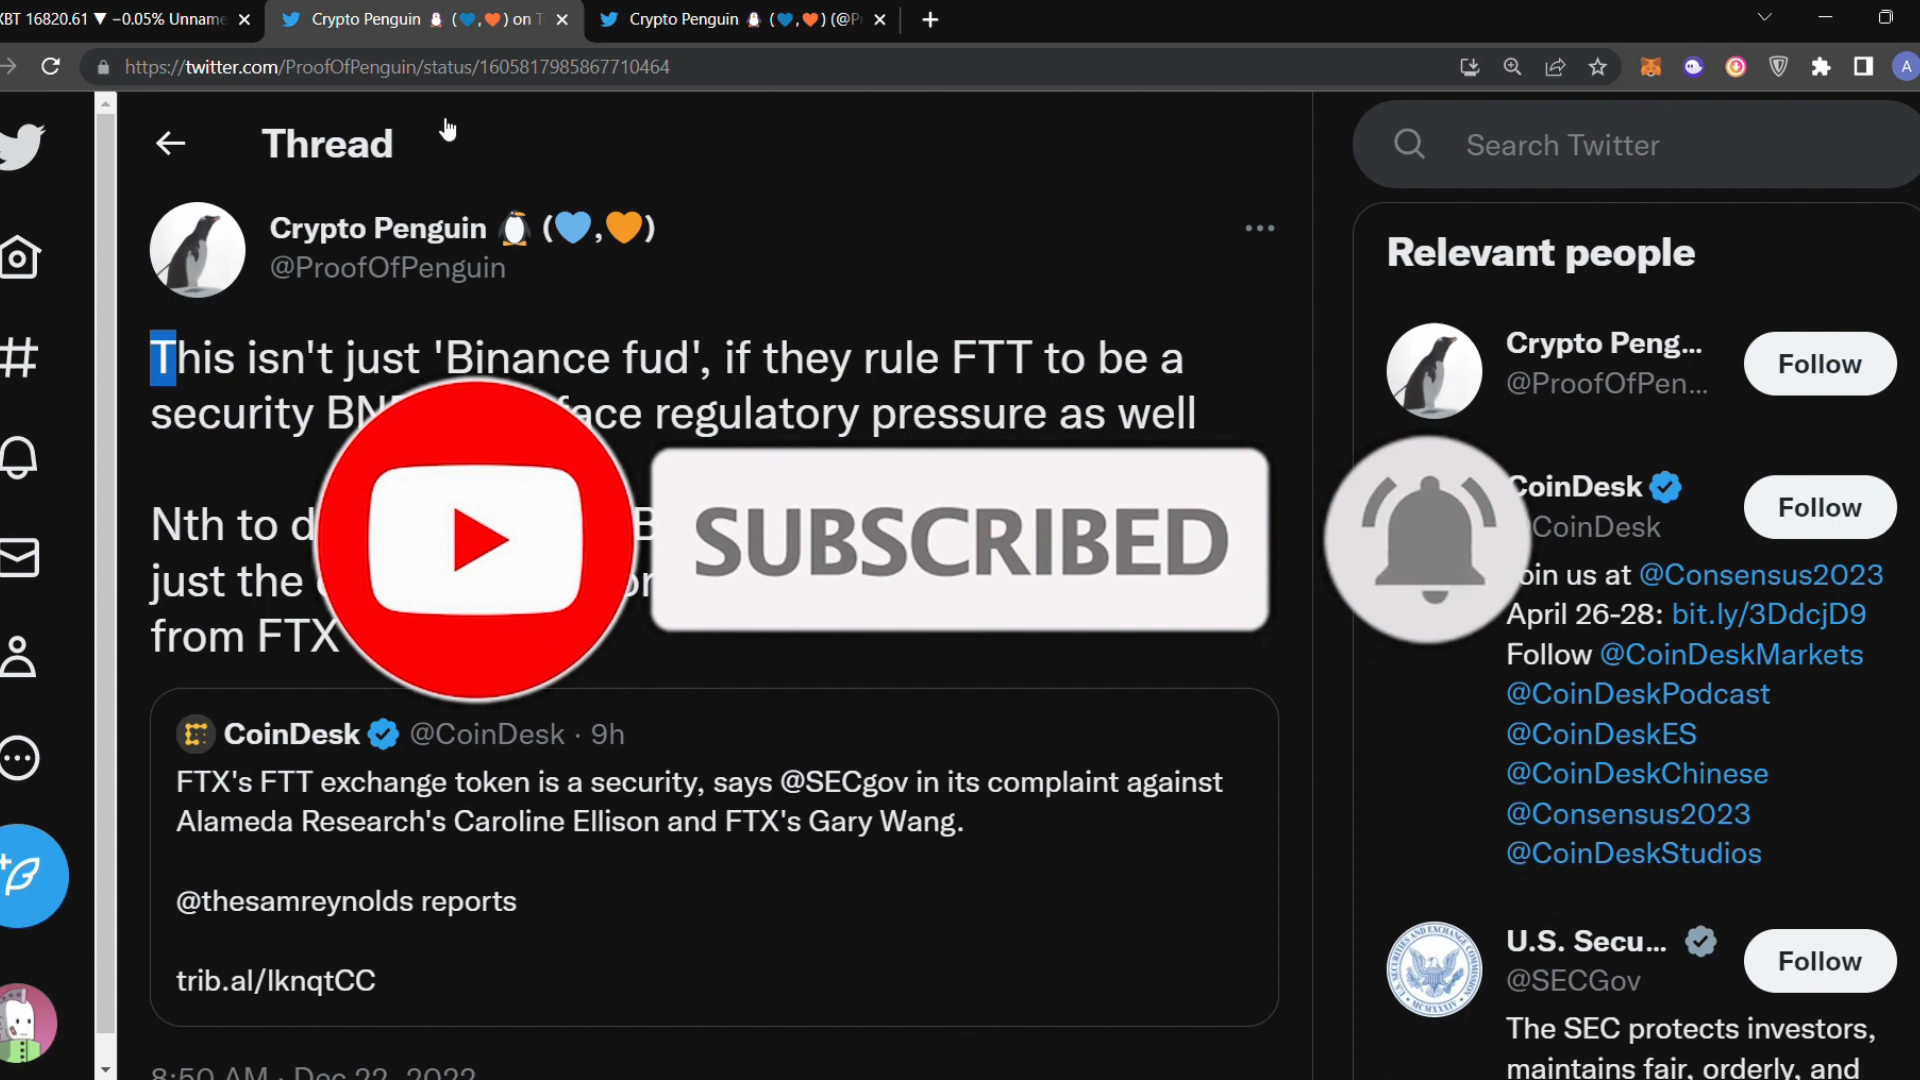 XBT 16820.61 ▼ −0.05% Unname
Crypto Penguin 🐧 (💙,🧡) on T
Crypto Penguin 🐧 (💙,🧡) (@P
https://twitter.com/ProofOfPenguin/status/1605817985867710464
A
Thread
Search Twitter
Crypto Penguin 🐧 (💙,🧡)
@ProofOfPenguin
This isn't just 'Binance fud', if they rule FTT to be a
security BN face regulatory pressure as well
Nth to d
just the
from FTX
SUBSCRIBED
CoinDesk @CoinDesk · 9h
FTX's FTT exchange token is a security, says @SECgov in its complaint against
Alameda Research's Caroline Ellison and FTX's Gary Wang.
@thesamreynolds reports
trib.al/lknqtCC
8:50 AM · Dec 22, 2022
Relevant people
Crypto Peng...
@ProofOfPen...
Follow
CoinDesk
CoinDesk
Follow
oin us at @Consensus2023
April 26-28: bit.ly/3DdcjD9
Follow @CoinDeskMarkets
@CoinDeskPodcast
@CoinDeskES
@CoinDeskChinese
@Consensus2023
@CoinDeskStudios
U.S. Secu...
@SECGov
Follow
The SEC protects investors,
maintains fair, orderly, and